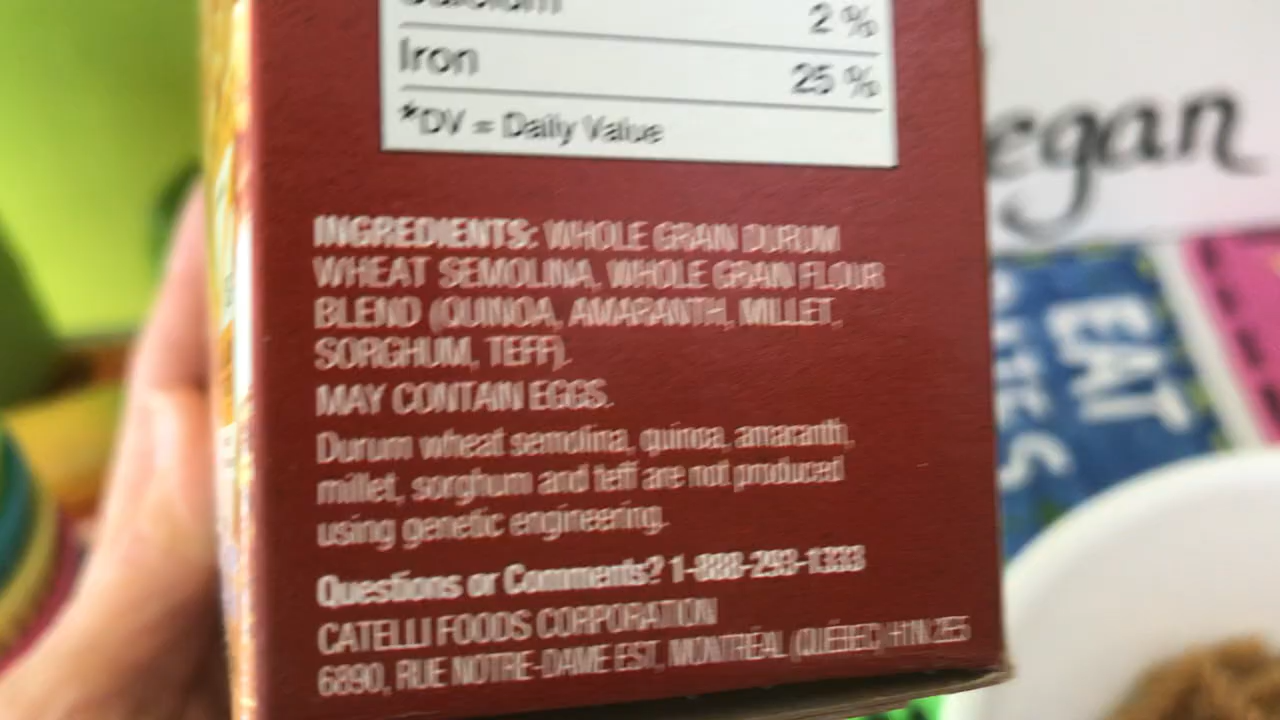 Calcium 2 %
Iron 25 %
*DV = Daily Value
INGREDIENTS: WHOLE GRAIN DURUM
WHEAT SEMOLINA, WHOLE GRAIN FLOUR
BLEND (QUINOA, AMARANTH, MILLET,
SORGHUM, TEFF).
MAY CONTAIN EGGS.
Durum wheat semolina, quinoa, amaranth,
millet, sorghum and teff are not produced
using genetic engineering.
Questions or Comments? 1-888-293-1333
CATELLI FOODS CORPORATION
6890, RUE NOTRE-DAME EST, MONTRÉAL (QUÉBEC) H1N 2E5
egan
EAT